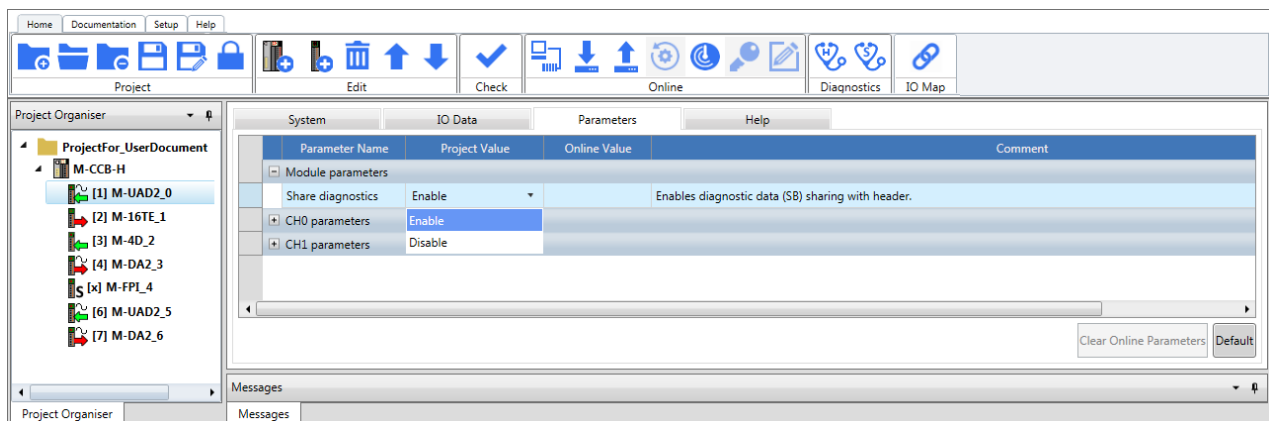 Home Documentation Setup Help
Project Edit Check Online Diagnostics IO Map
Project Organiser
ProjectFor_UserDocument
M-CCB-H
[1] M-UAD2_0
[2] M-16TE_1
[3] M-4D_2
[4] M-DA2_3
S [x] M-FPI_4
[6] M-UAD2_5
[7] M-DA2_6
Project Organiser
System IO Data Parameters Help
Parameter Name Project Value Online Value Comment
Module parameters
Share diagnostics Enable Enables diagnostic data (SB) sharing with header.
CH0 parameters Enable
CH1 parameters Disable
Clear Online Parameters Default
Messages
Messages